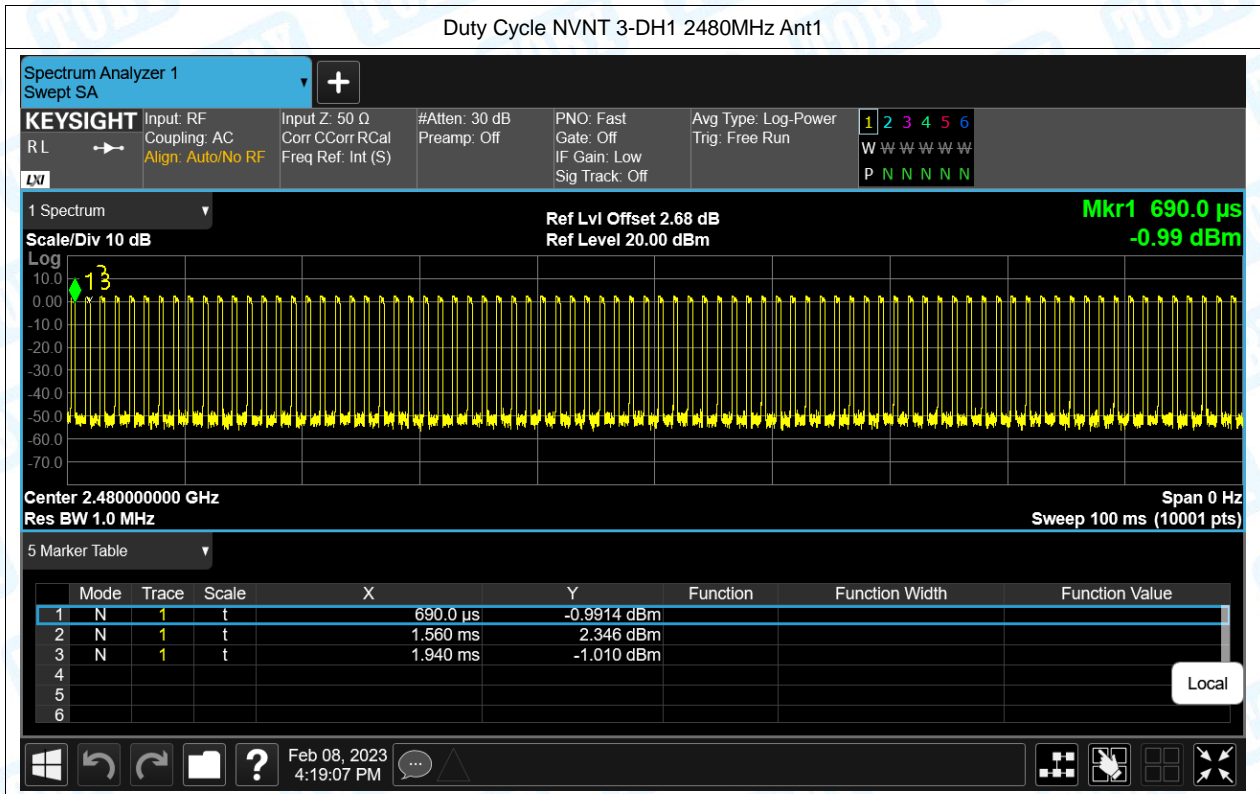 Duty Cycle NVNT 3-DH1 2480MHz Ant1
Spectrum Analyzer 1
Swept SA
KEYSIGHT
RL
LXI
Input: RF
Coupling: AC
Align: Auto/No RF
Input Z: 50 Ω
Corr CCorr RCal
Freq Ref: Int (S)
#Atten: 30 dB
Preamp: Off
PNO: Fast
Gate: Off
IF Gain: Low
Sig Track: Off
Avg Type: Log-Power
Trig: Free Run
1 2 3 4 5 6
W W W W W W
P N N N N N
1 Spectrum
Scale/Div 10 dB
Ref Lvl Offset 2.68 dB
Ref Level 20.00 dBm
Mkr1 690.0 µs
-0.99 dBm
Log
10.0
0.00
-10.0
-20.0
-30.0
-40.0
-50.0
-60.0
-70.0
1 3
Center 2.480000000 GHz
Span 0 Hz
Res BW 1.0 MHz
Sweep 100 ms (10001 pts)
5 Marker Table
Mode Trace Scale X Y Function Function Width Function Value
1 N 1 t 690.0 µs -0.9914 dBm
2 N 1 t 1.560 ms 2.346 dBm
3 N 1 t 1.940 ms -1.010 dBm
4
5
6
Local
?
Feb 08, 2023
4:19:07 PM
TOBY